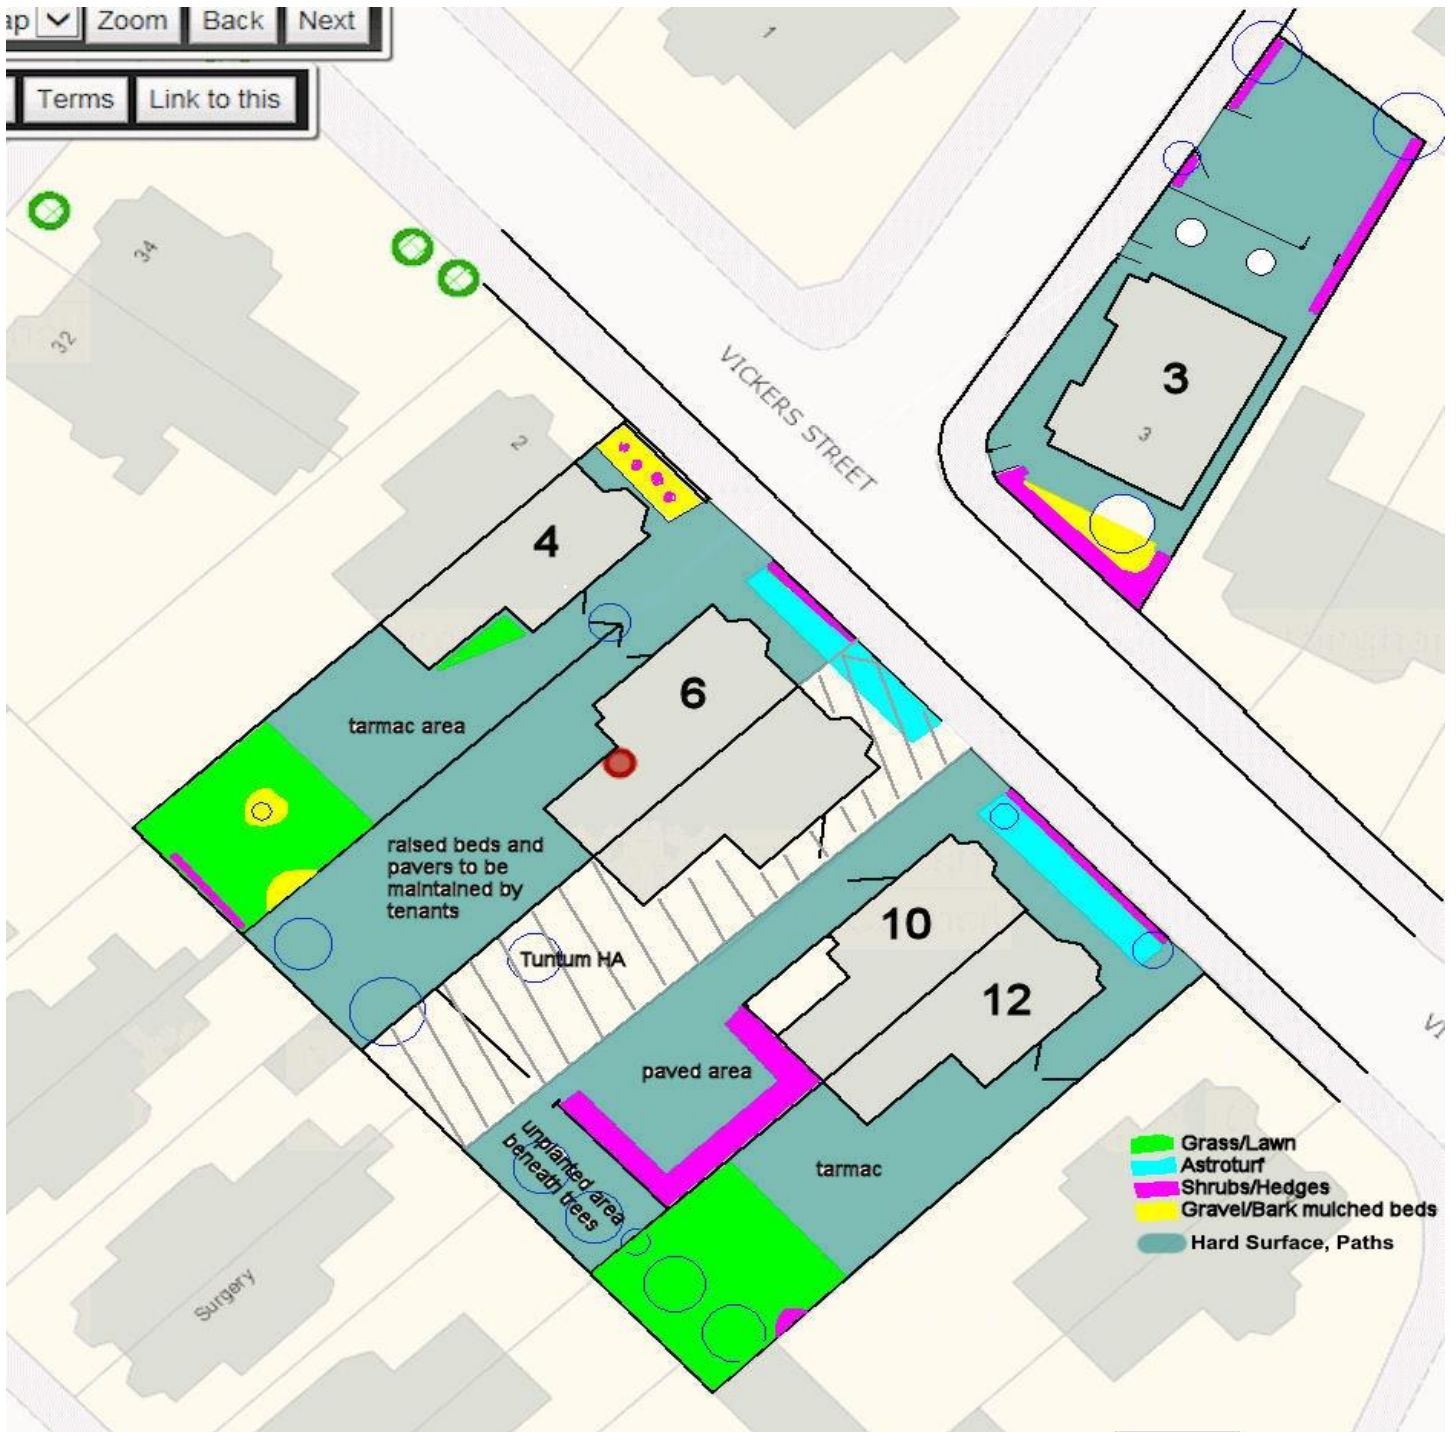 ap
Zoom
Back
Next
Terms
Link to this
1
34
32
2
VICKERS STREET
3
3
4
6
tarmac area
raised beds and
pavers to be
maintained by
tenants
Tuntum HA
10
12
paved area
unplanted area
beneath trees
tarmac
Surgery
VI
Grass/Lawn
Astroturf
Shrubs/Hedges
Gravel/Bark mulched beds
Hard Surface, Paths